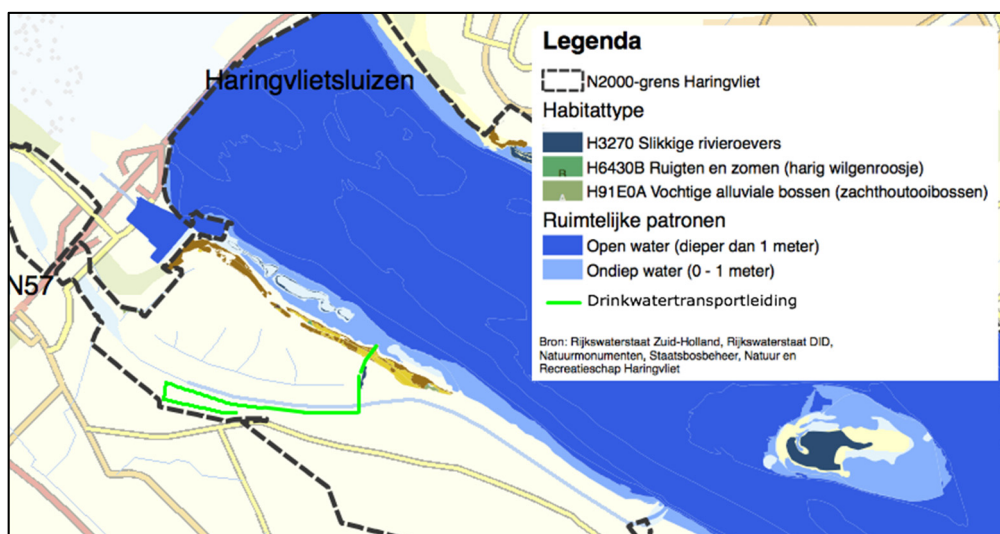 Haringvlietsluizen
N57
Legenda
N2000-grens Haringvliet
Habitattype
H3270 Slikkige rivieroevers
B
H6430B Ruigten en zomen (harig wilgenroosje)
A
H91E0A Vochtige alluviale bossen (zachthoutooibossen)
Ruimtelijke patronen
Open water (dieper dan 1 meter)
Ondiep water (0 - 1 meter)
Drinkwatertransportleiding
Bron: Rijkswaterstaat Zuid-Holland, Rijkswaterstaat DID,
Natuurmonumenten, Staatsbosbeheer, Natuur en
Recreatieschap Haringvliet